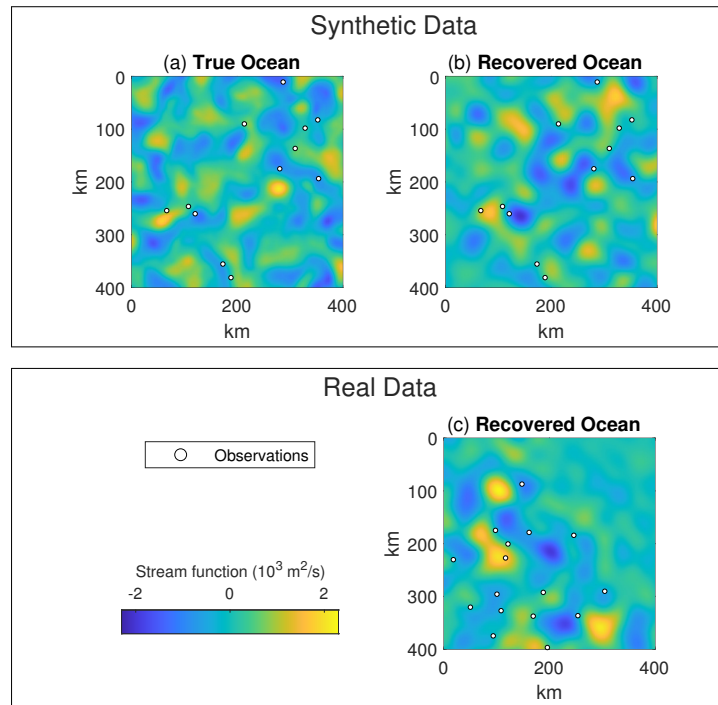 Synthetic Data
(a) True Ocean
(b) Recovered Ocean
0
100
200
300
400
km
0
200
400
km
0
100
200
300
400
km
0
200
400
km
Real Data
(c) Recovered Ocean
Observations
Stream function (10³ m²/s)
-2
0
2
0
100
200
300
400
km
0
200
400
km